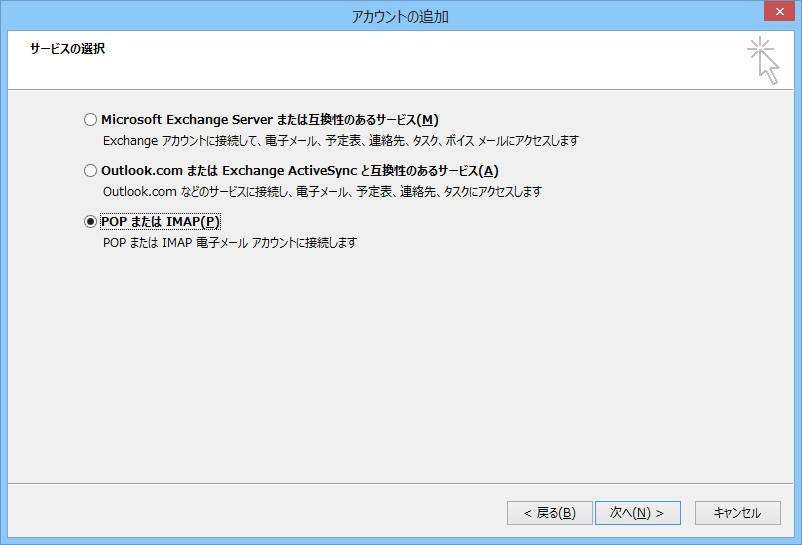 アカウントの追加
サービスの選択
Microsoft Exchange Server または互換性のあるサービス(M)
Exchange アカウントに接続して、電子メール、予定表、連絡先、タスク、ボイス メールにアクセスします
Outlook.com または Exchange ActiveSync と互換性のあるサービス(A)
Outlook.com などのサービスに接続し、電子メール、予定表、連絡先、タスクにアクセスします
POP または IMAP(P)
POP または IMAP 電子メール アカウントに接続します
< 戻る(B) 次へ(N) > キャンセル